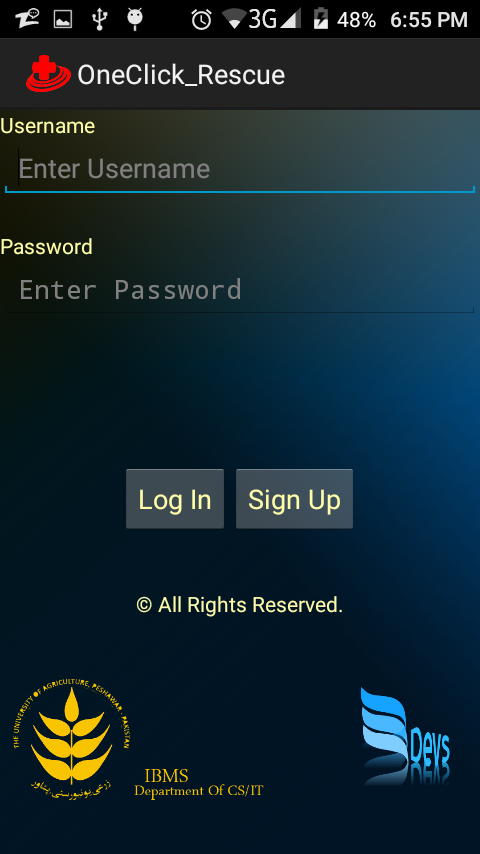 3G 48% 6:55 PM
OneClick_Rescue
Username
Enter Username
Password
Enter Password
Log In Sign Up
© All Rights Reserved.
THE UNIVERSITY OF AGRICULTURE, PESHAWAR - PAKISTAN
زرعی یونیورسٹی پشاور
IBMS
Department Of CS/IT
Devs